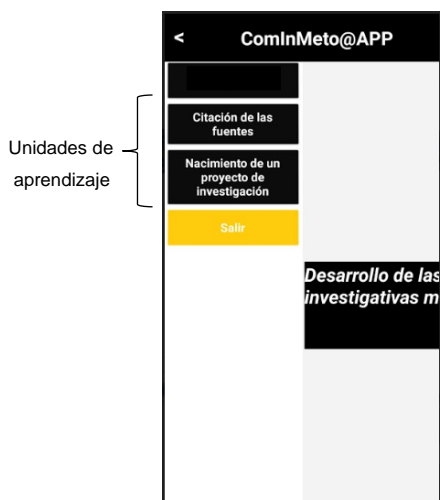 < ComInMeto@APP
Unidades de
aprendizaje
Citación de las
fuentes
Nacimiento de un
proyecto de
investigación
Salir
Desarrollo de las
investigativas m